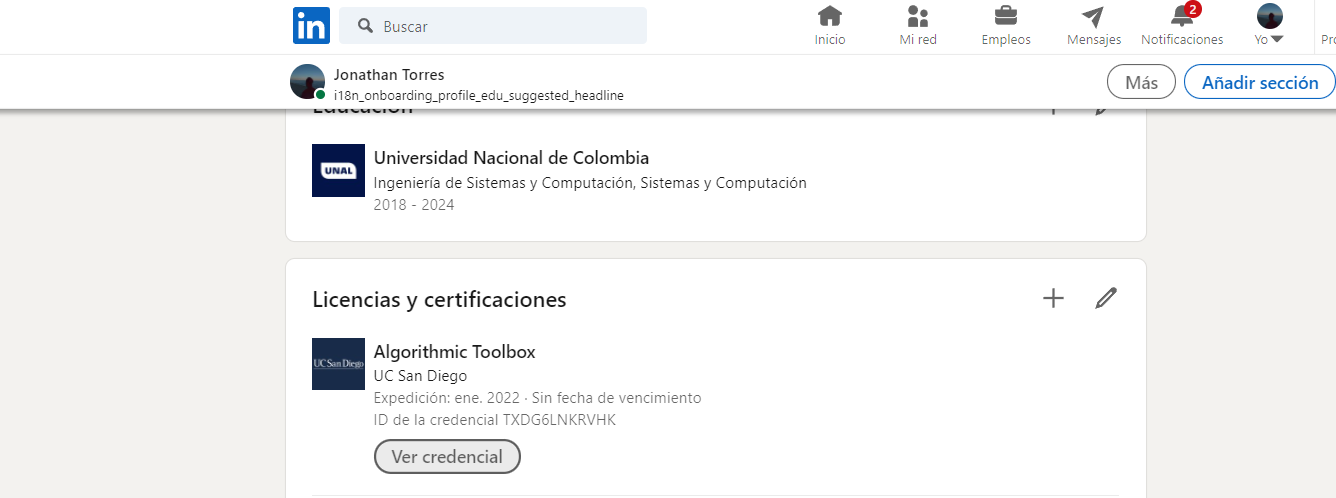 in
Buscar
Inicio
Mi red
Empleos
Mensajes
2
Notificaciones
Yo
Pro
Jonathan Torres
i18n_onboarding_profile_edu_suggested_headline
Más
Añadir sección
Educación
UNAL
Universidad Nacional de Colombia
Ingeniería de Sistemas y Computación, Sistemas y Computación
2018 - 2024
Licencias y certificaciones
UC San Diego
Algorithmic Toolbox
UC San Diego
Expedición: ene. 2022 · Sin fecha de vencimiento
ID de la credencial TXDG6LNKRVHK
Ver credencial